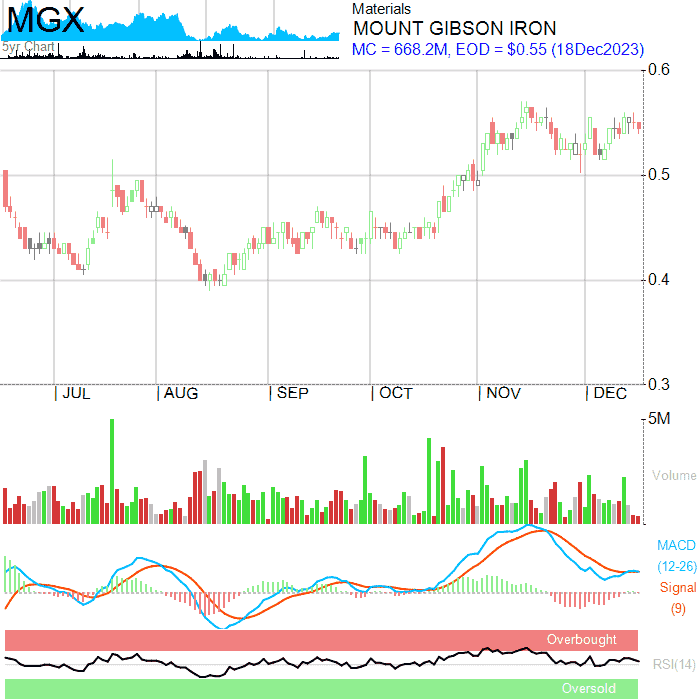 MGX
5yr Chart
Materials
MOUNT GIBSON IRON
MC = 668.2M, EOD = $0.55 (18Dec2023)
0.6
0.5
0.4
0.3
| JUL | AUG | SEP | OCT | NOV | DEC
5M
Volume
MACD
(12-26)
Signal
(9)
Overbought
RSI(14)
Oversold